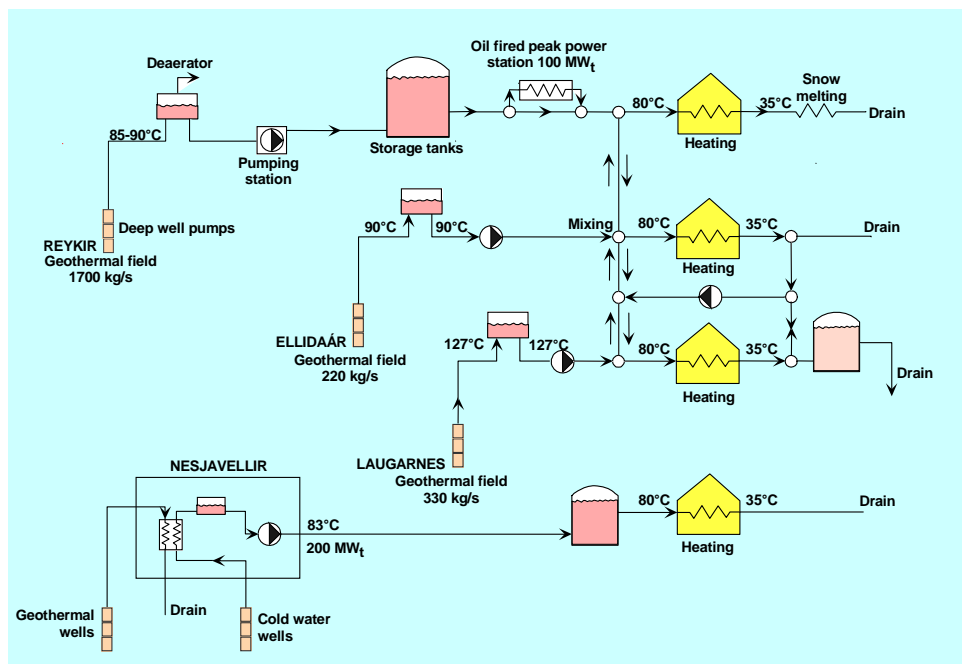 Oil fired peak power
station 100 MWt
Deaerator
85-90°C
Pumping
station
Storage tanks
80°C
Heating
35°C
Snow
melting
Drain
Deep well pumps
REYKIR
Geothermal field
1700 kg/s
90°C
90°C
Mixing
80°C
Heating
35°C
Drain
ELLIDAÁR
Geothermal field
220 kg/s
127°C
127°C
80°C
Heating
35°C
Drain
LAUGARNES
Geothermal field
330 kg/s
NESJAVELLIR
83°C
200 MWt
80°C
Heating
35°C
Drain
Geothermal
wells
Drain
Cold water
wells